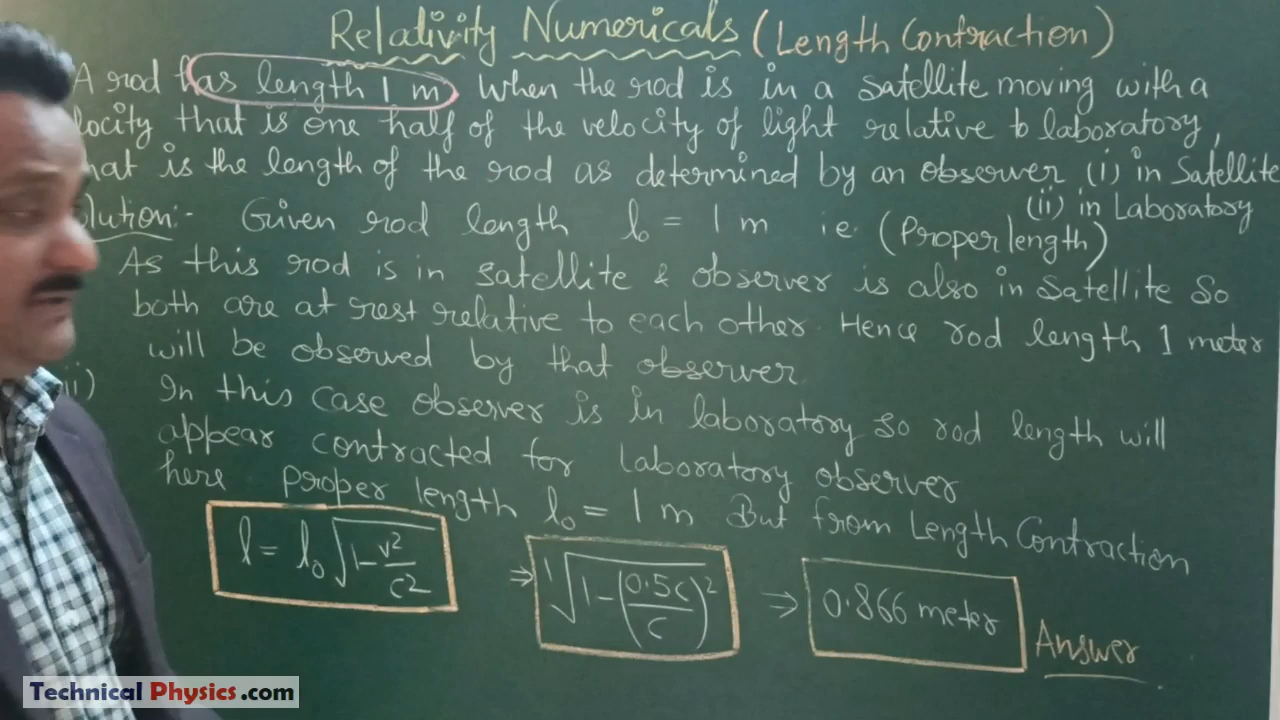 Relativity Numericals (Length Contraction)
A rod has length 1 m When the rod is in a satellite moving with a
locity that is one half of the velocity of light relative to laboratory,
hat is the length of the rod as determined by an observer (i) in Satellite
(ii) in Laboratory
lution:- Given rod length l₀ = 1 m i.e. (Proper length)
As this rod is in satellite & observer is also in satellite So
both are at rest relative to each other. Hence rod length 1 meter
will be observed by that observer
ii) In this case observer is in laboratory so rod length will
appear contracted for laboratory observer
here proper length l₀ = 1 m But from Length Contraction
l = l₀ √(1-v²/c²) ⇒ 1 √(1-(0.5c/c)²) ⇒ 0.866 meter Answer
Technical Physics.com